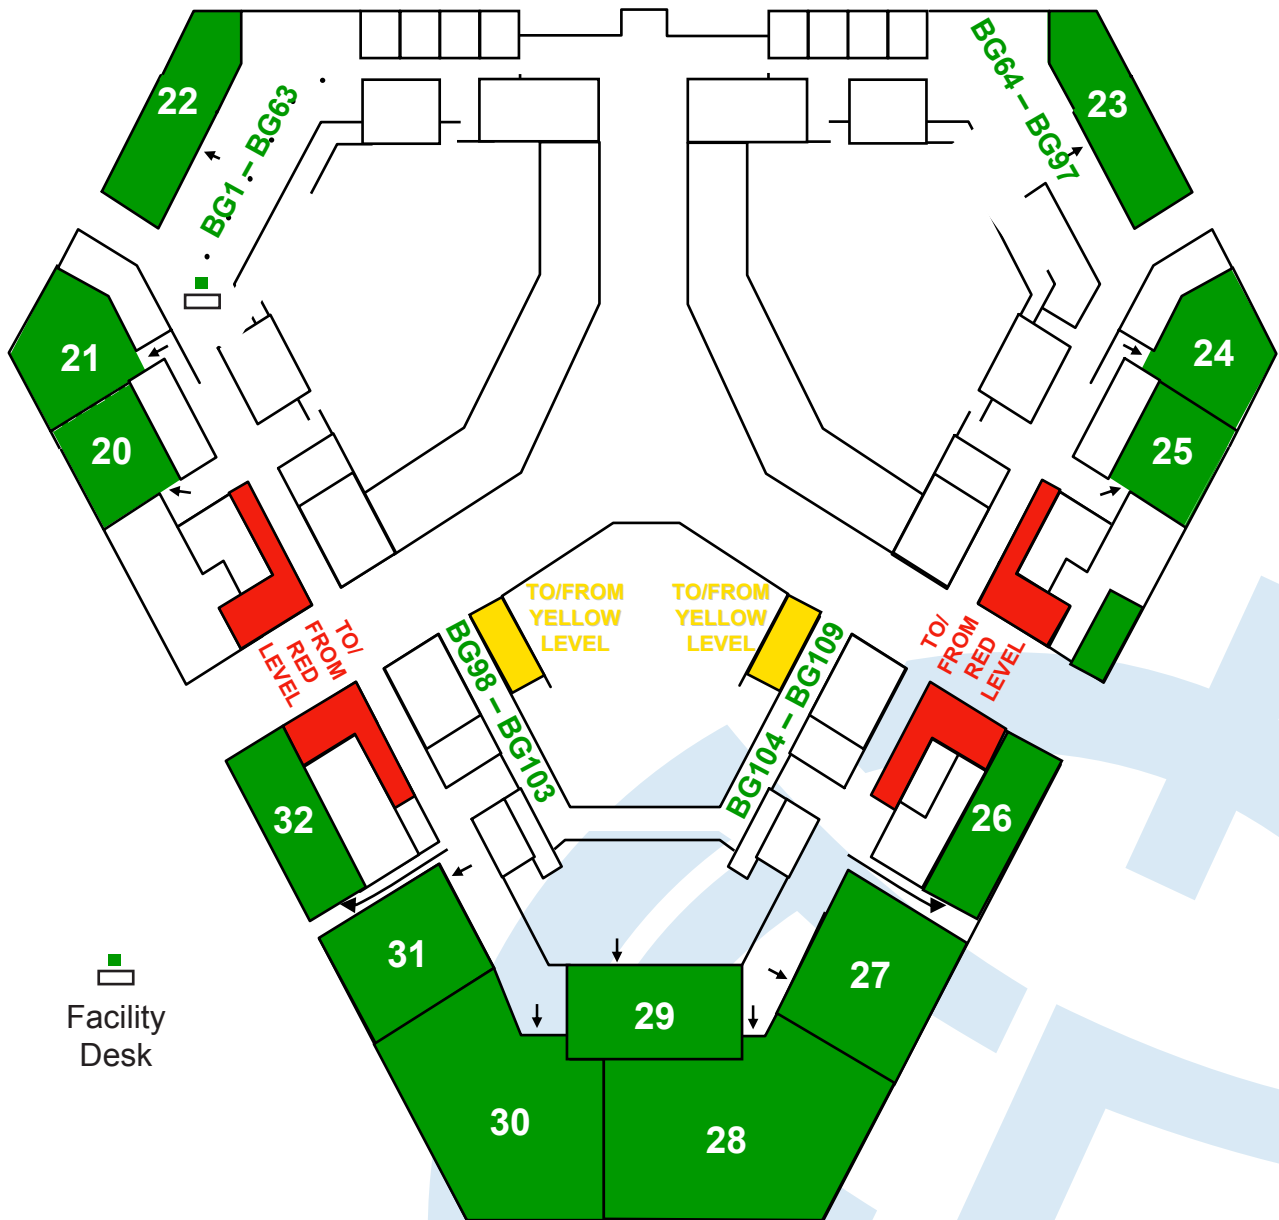 22
BG1 – BG63
BG64 – BG97
23
21
20
24
25
TO/FROM
YELLOW
LEVEL
TO/FROM
YELLOW
LEVEL
TO/
FROM
RED
LEVEL
TO/
FROM
RED
LEVEL
BG98 – BG103
BG104 – BG109
32
26
31
27
29
30
28
Facility
Desk